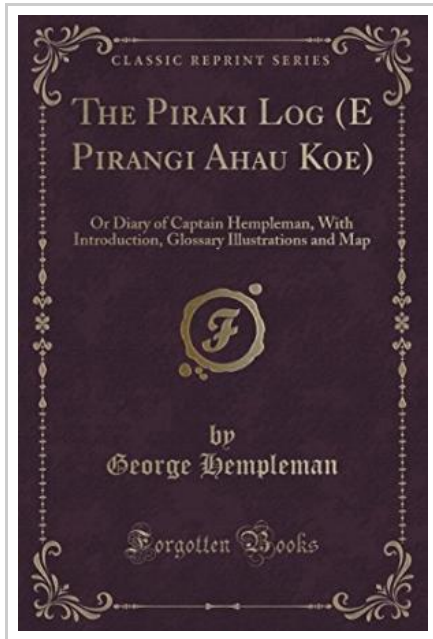 CLASSIC REPRINT SERIES
THE PIRAKI LOG (E
PIRANGI AHAU KOE)
Or Diary of Captain Hempleman, With
Introduction, Glossary Illustrations and Map
F
by
George Hempleman
Forgotten Books